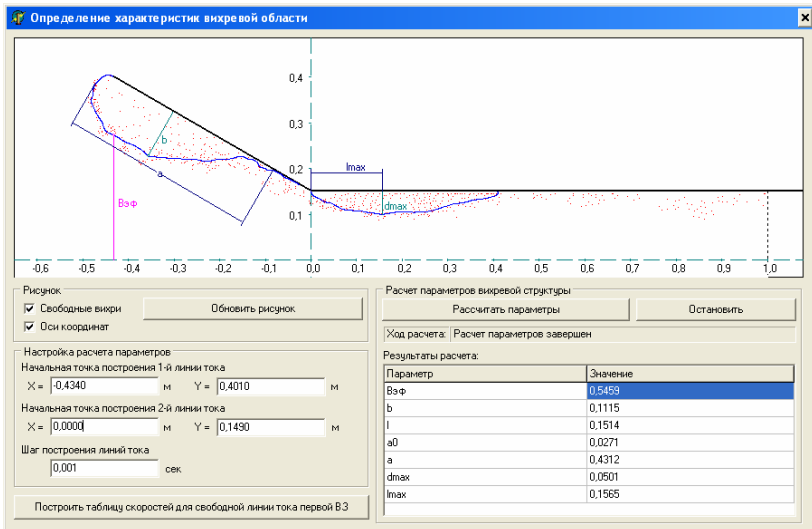 Определение характеристик вихревой области
0,4
0,3
0,2
0,1
b
a
Вэф
lmax
dmax
-0,6 -0,5 -0,4 -0,3 -0,2 -0,1 0,0 0,1 0,2 0,3 0,4 0,5 0,6 0,7 0,8 0,9 1,0
Рисунок
Свободные вихри
Обновить рисунок
Оси координат
Настройка расчета параметров
Начальная точка построения 1-й линии тока
X = -0,4340 м Y = 0,4010 м
Начальная точка построения 2-й линии тока
X = 0,0000 м Y = 0,1490 м
Шаг построения линий тока
0,001 сек
Построить таблицу скоростей для свободной линии тока первой ВЗ
Расчет параметров вихревой структуры
Рассчитать параметры Остановить
Ход расчета: Расчет параметров завершен
Результаты расчета:
Параметр Значение
Вэф 0,5459
b 0,1115
l 0,1514
a0 0,0271
a 0,4312
dmax 0,0501
lmax 0,1565